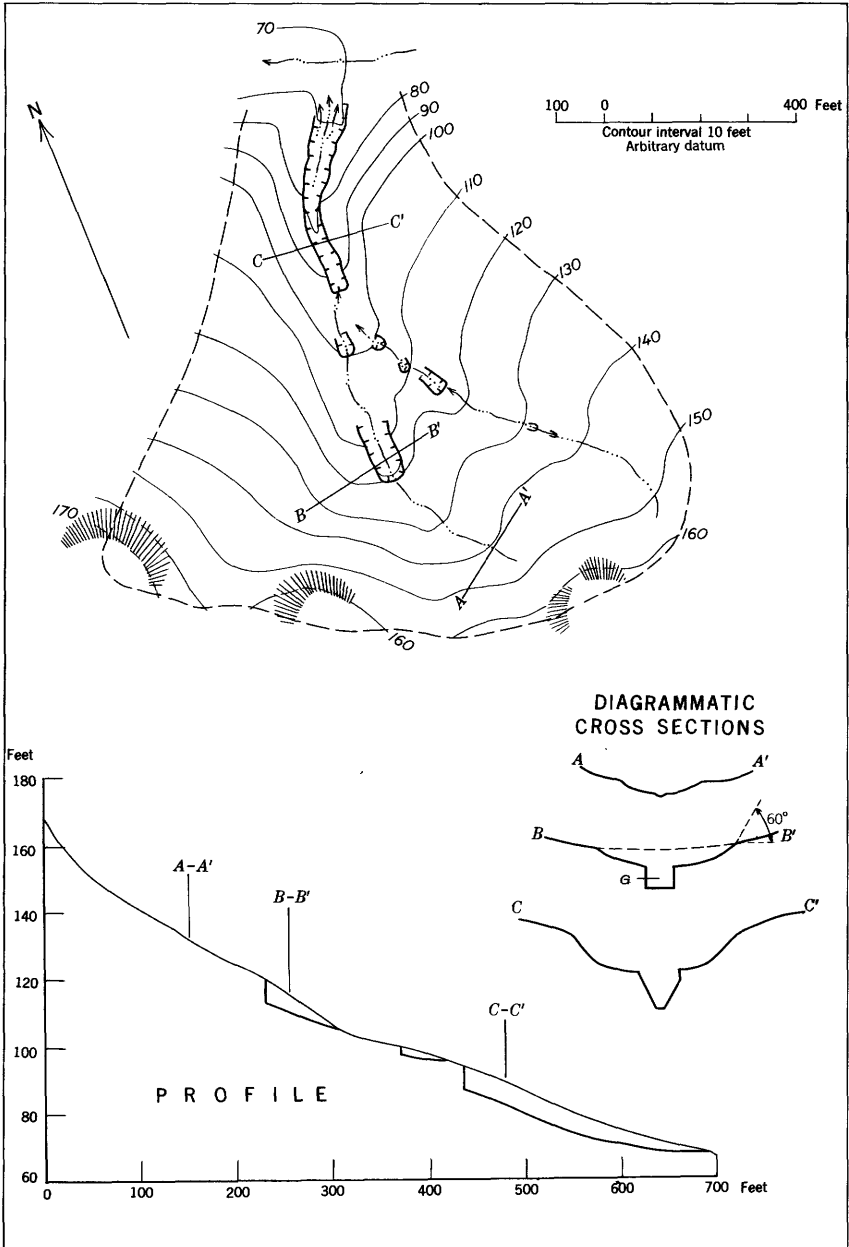 70
N
80
90
100
100 0 400 Feet
Contour interval 10 feet
Arbitrary datum
110
C C'
120
130
140
150
B B'
A A'
160
170
160
DIAGRAMMATIC
CROSS SECTIONS
A A'
60°
B B'
G
C C'
Feet
180
160
140
120
100
80
60
A-A'
B-B'
C-C'
PROFILE
0 100 200 300 400 500 600 700 Feet